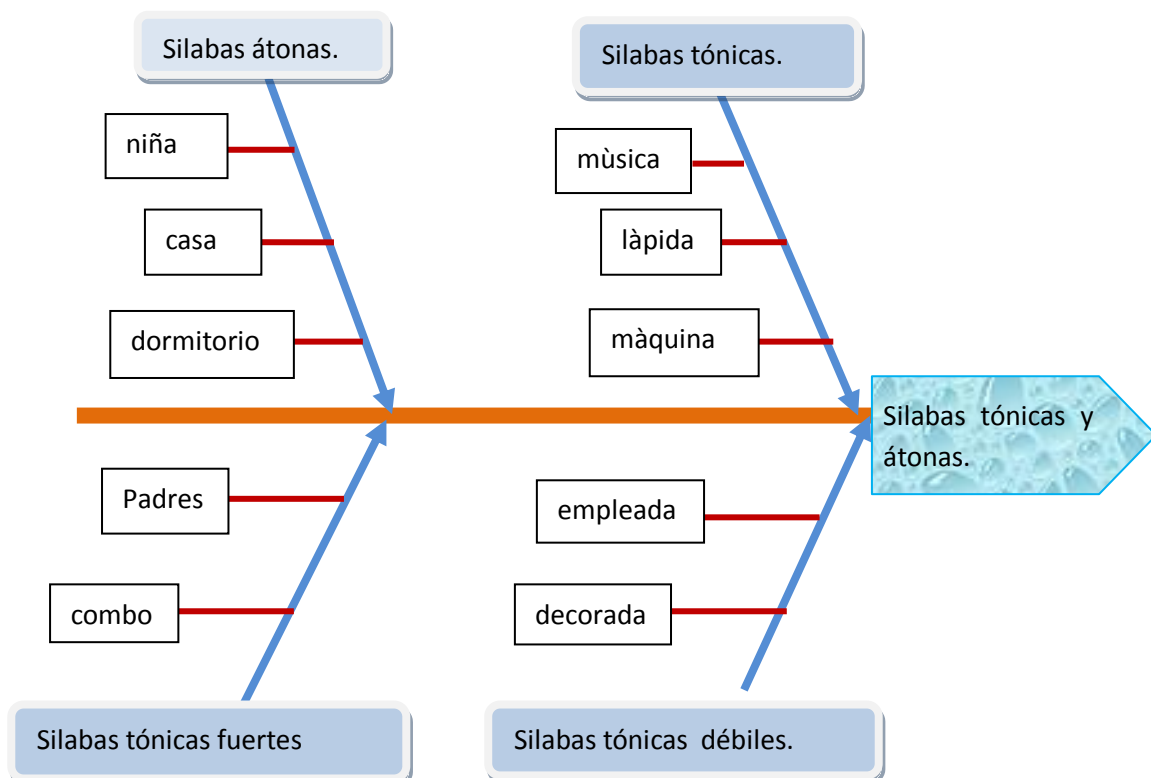 Silabas átonas.
Silabas tónicas.
niña
mùsica
casa
làpida
dormitorio
màquina
Silabas tónicas y
átonas.
Padres
empleada
combo
decorada
Silabas tónicas fuertes
Silabas tónicas débiles.